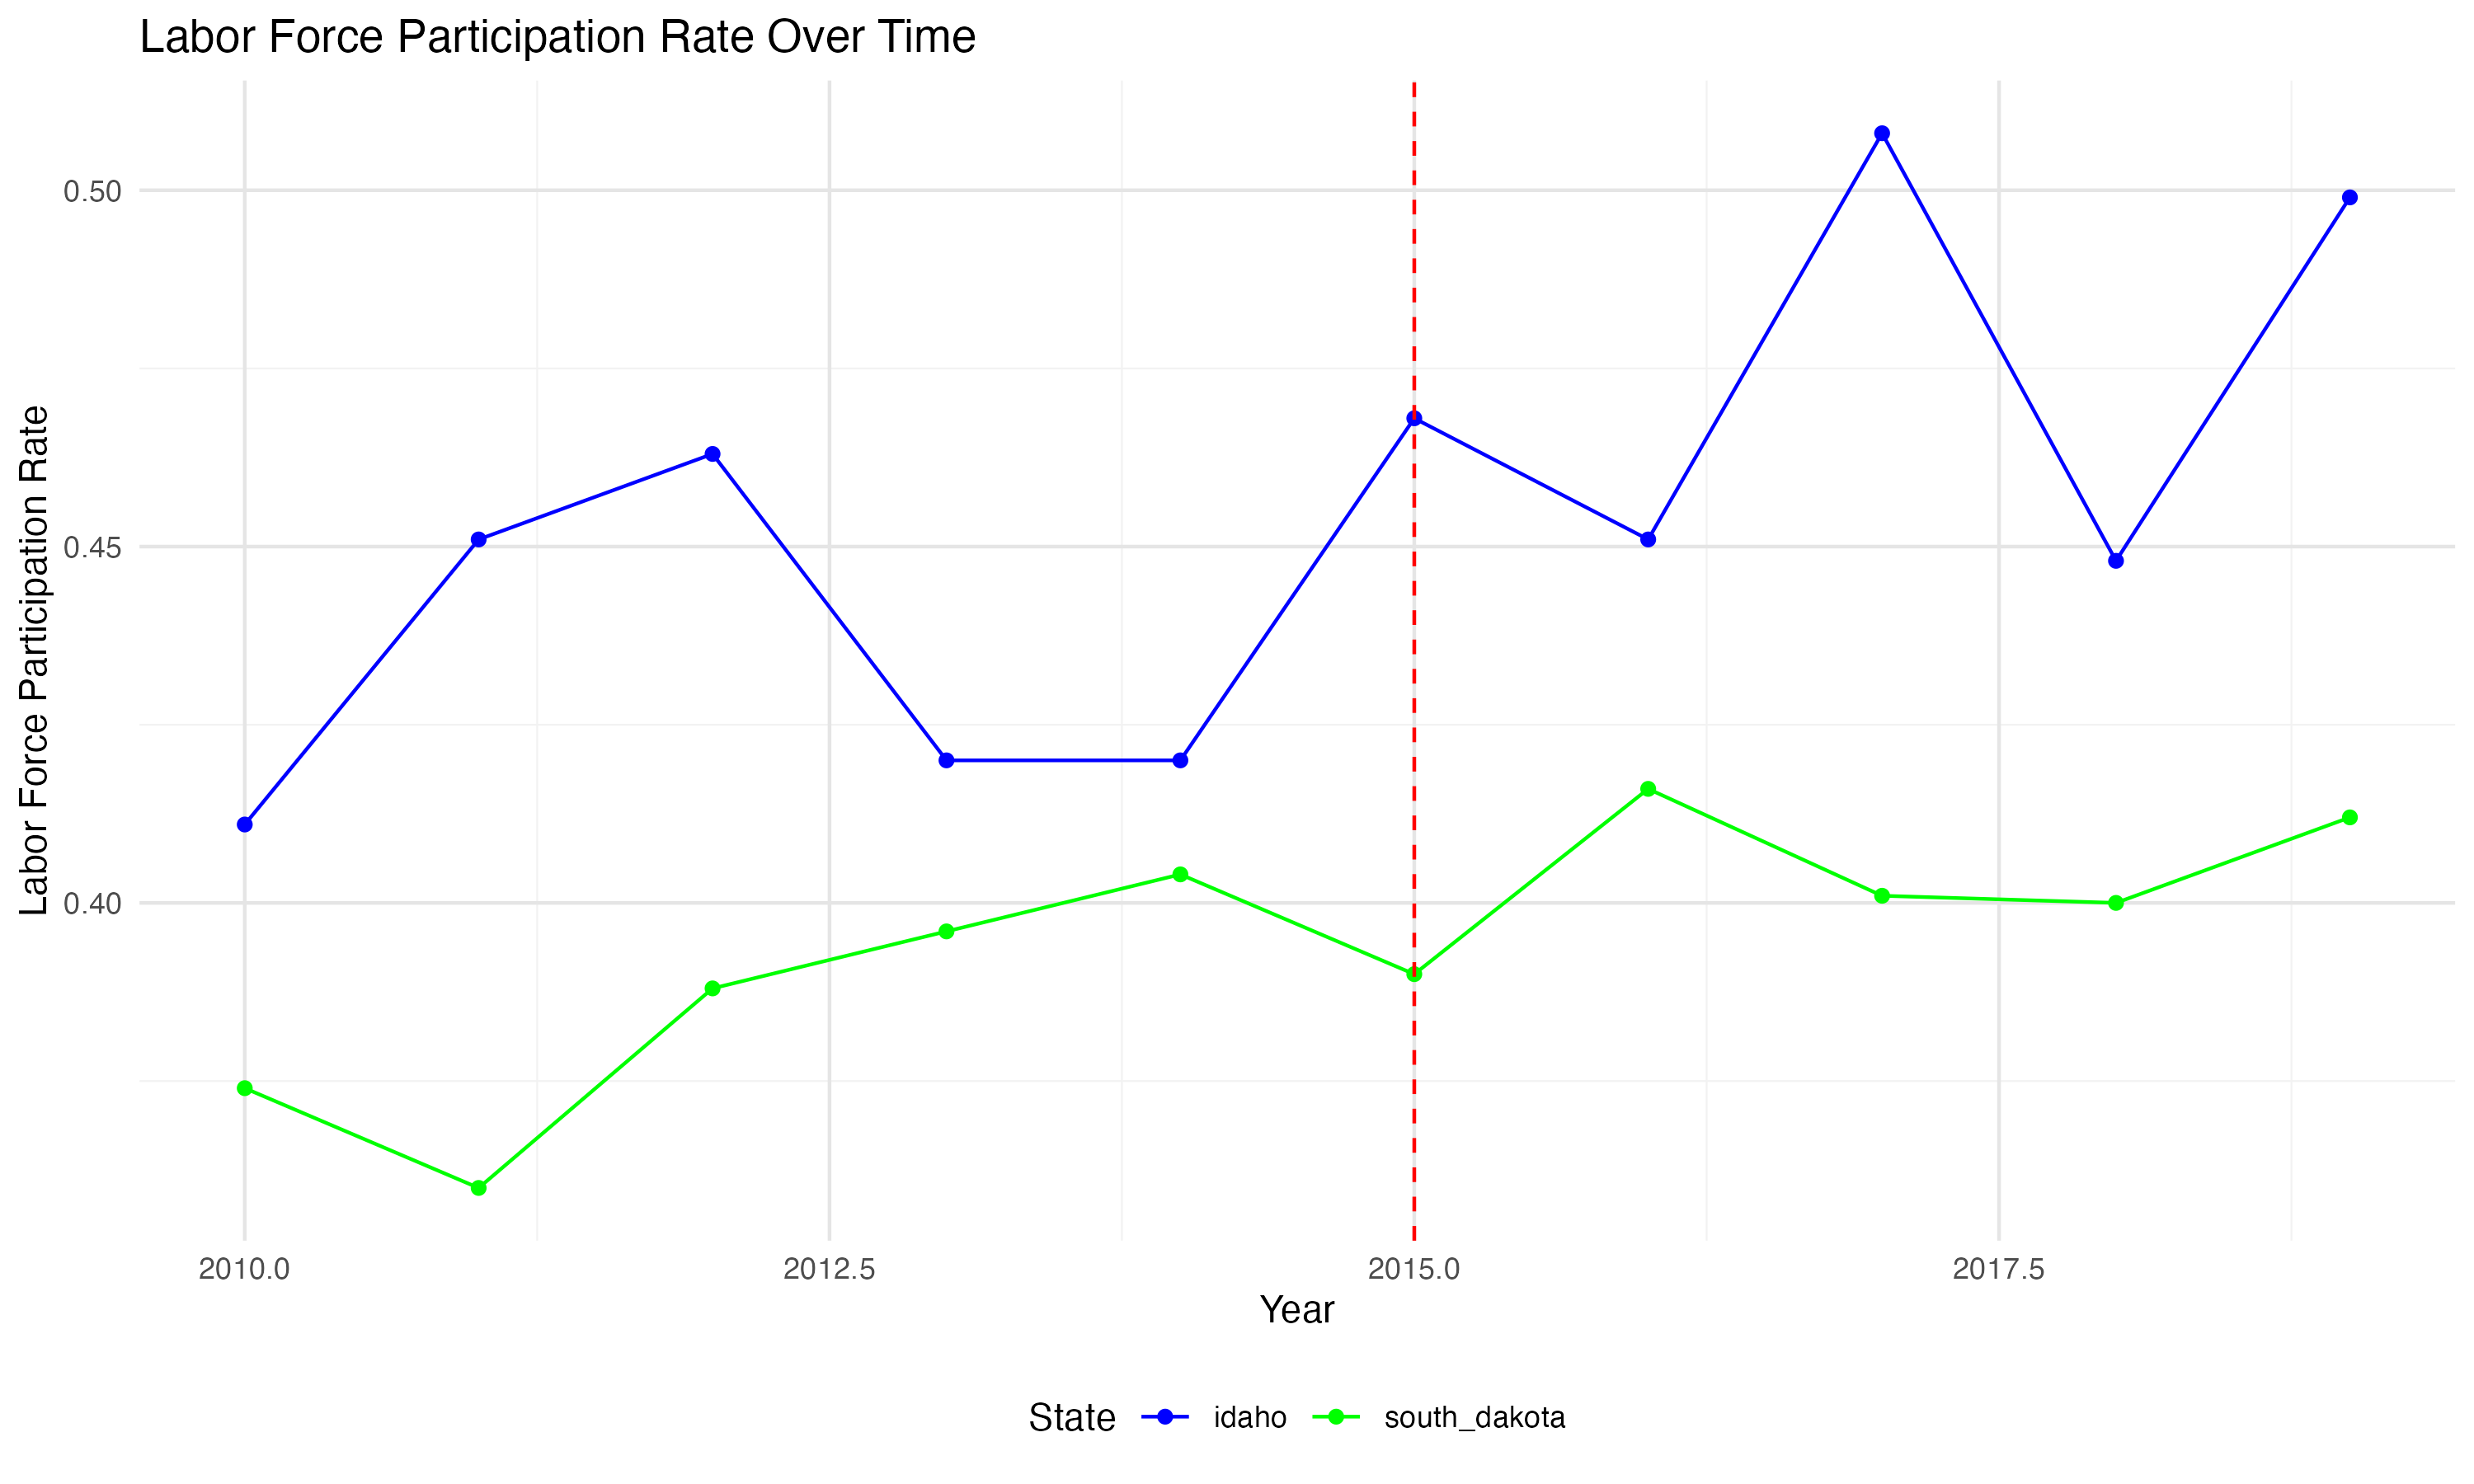 Labor Force Participation Rate Over Time
Labor Force Participation Rate
0.50
0.45
0.40
2010.0 2012.5 2015.0 2017.5
Year
State idaho south_dakota